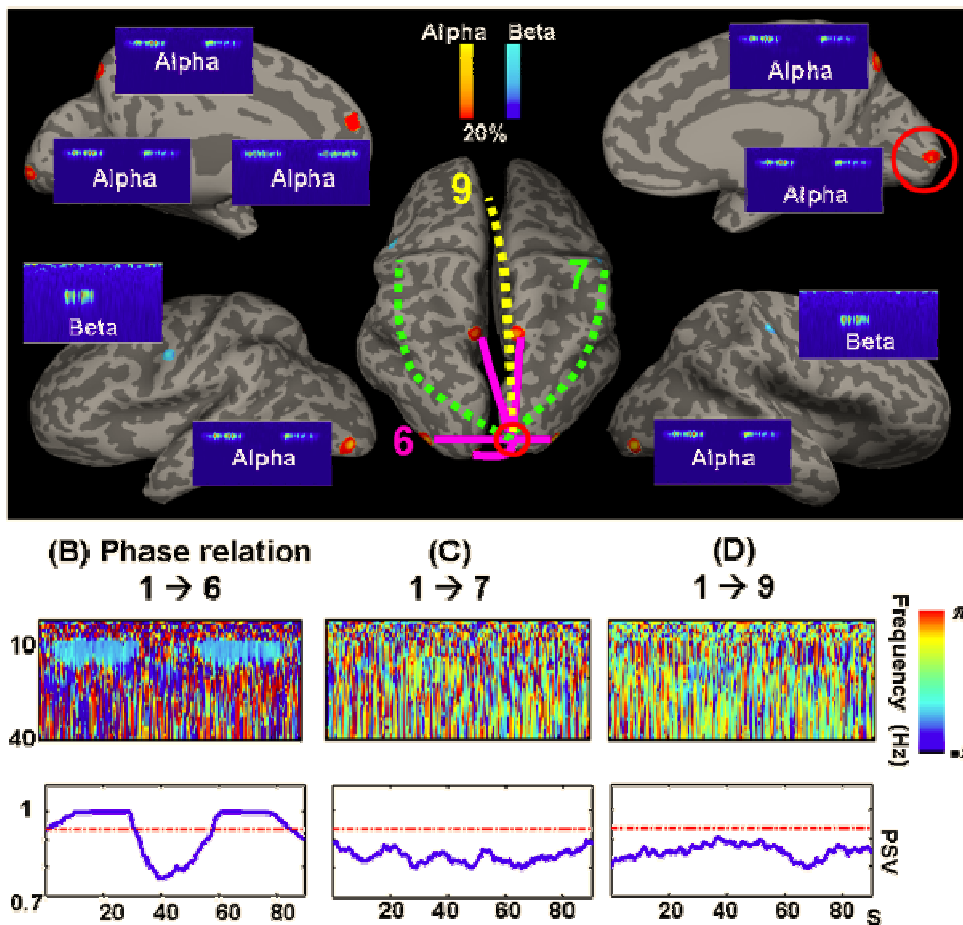 Alpha Beta
20%
Alpha
Alpha
Alpha
Alpha
Alpha
Beta
Beta
Alpha
Alpha
9
7
6
(B) Phase relation
1 → 6
(C)
1 → 7
(D)
1 → 9
10
40
Frequency (Hz)
1
0.7
20 40 60 80
20 40 60 80
20 40 60 80
S
PSV